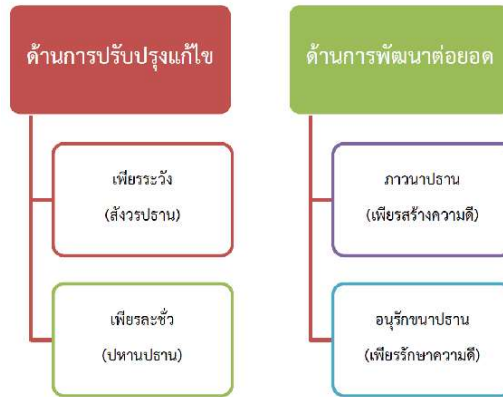 ด้านการปรับปรุงแก้ไข
เพียรระวัง
(สังวรปธาน)
เพียรละชั่ว
(ปหานปธาน)
ด้านการพัฒนาต่อยอด
ภาวนาปธาน
(เพียรสร้างความดี)
อนุรักขนาปธาน
(เพียรรักษาความดี)